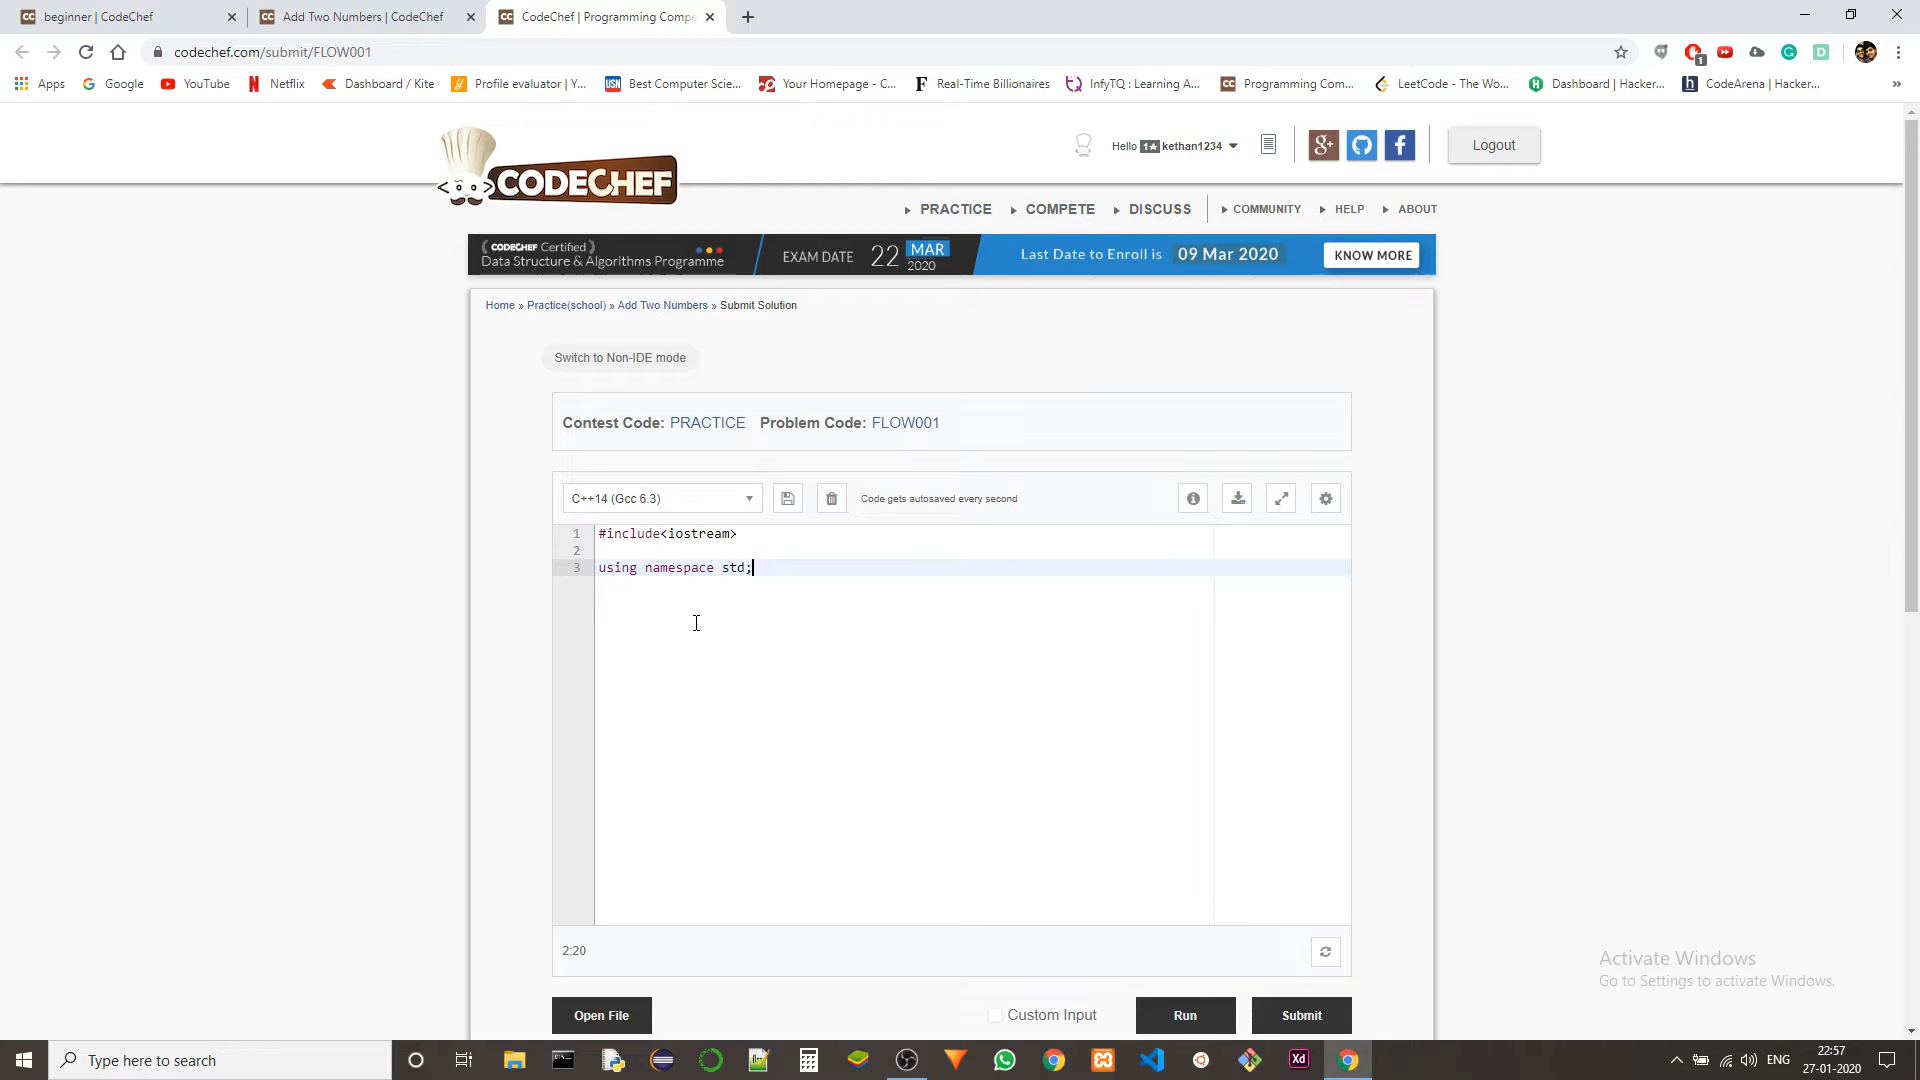 beginner | CodeChef
Add Two Numbers | CodeChef
CodeChef | Programming Compe
codechef.com/submit/FLOW001
1
Apps
Google
YouTube
Netflix
Dashboard / Kite
Profile evaluator | Y...
Best Computer Scie...
Your Homepage - C...
Real-Time Billionaires
InfyTQ : Learning A...
Programming Com...
LeetCode - The Wo...
Dashboard | Hacker...
CodeArena | Hacker...
»
CODECHEF
Hello 1★ kethan1234
Logout
PRACTICE
COMPETE
DISCUSS
COMMUNITY
HELP
ABOUT
CODECHEF Certified
Data Structure & Algorithms Programme
EXAM DATE 22 MAR 2020
Last Date to Enroll is 09 Mar 2020
KNOW MORE
Home » Practice(school) » Add Two Numbers » Submit Solution
Switch to Non-IDE mode
Contest Code: PRACTICE Problem Code: FLOW001
C++14 (Gcc 6.3)
Code gets autosaved every second
1 #include<iostream>
2
3 using namespace std;
2:20
Activate Windows
Go to Settings to activate Windows.
Open File
Custom Input
Run
Submit
Type here to search
Xd
ENG
22:57
27-01-2020